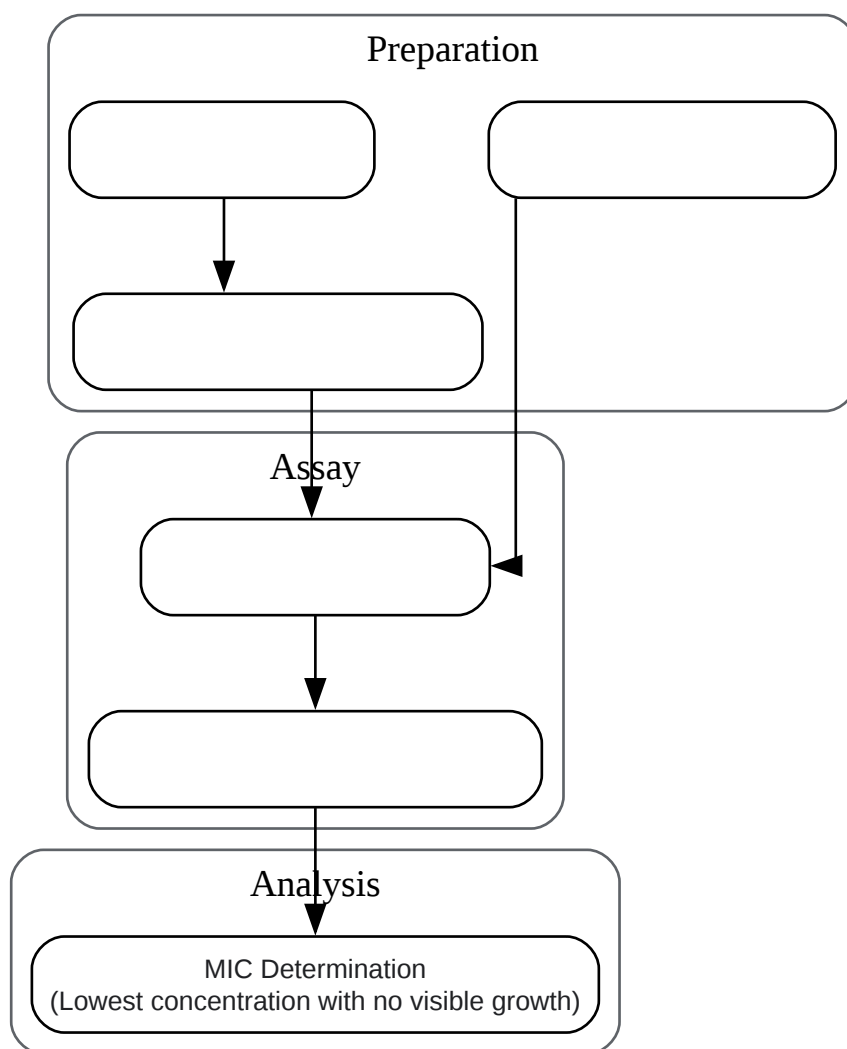 Preparation
Assay
Analysis
MIC Determination
(Lowest concentration with no visible growth)